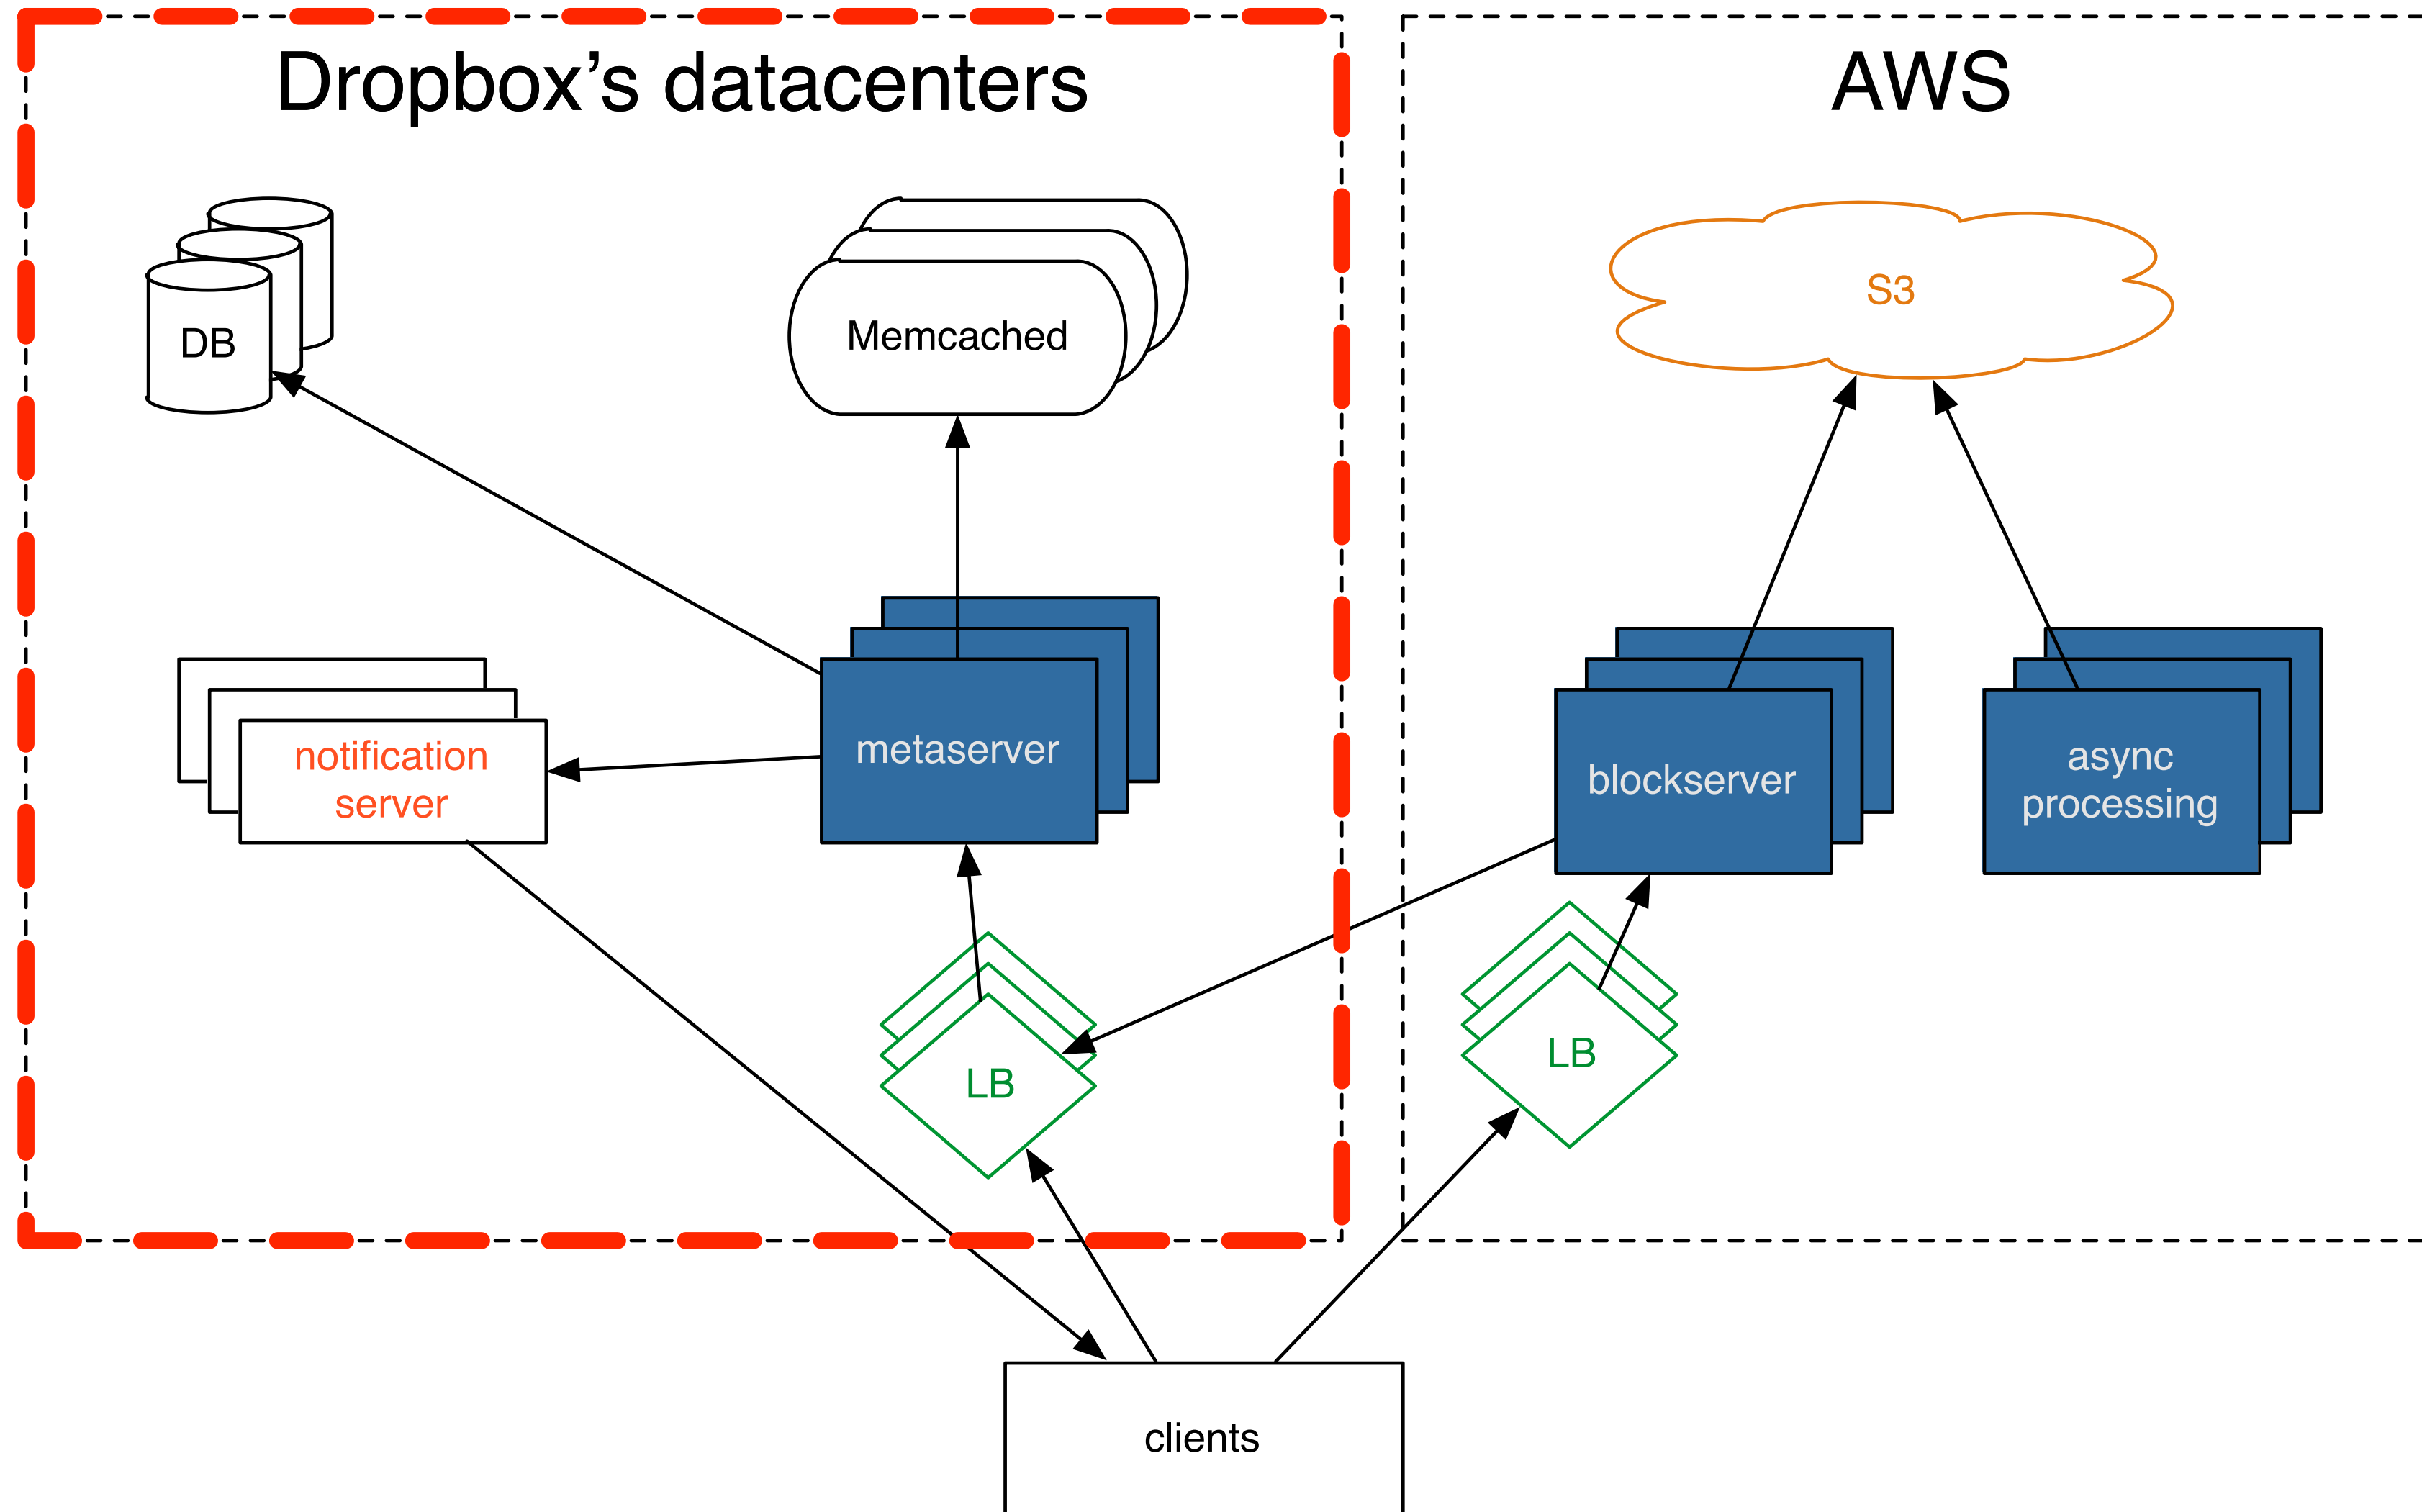 Dropbox’s datacenters
AWS
DB
Memcached
S3
notification
server
metaserver
blockserver
async
processing
LB
LB
clients